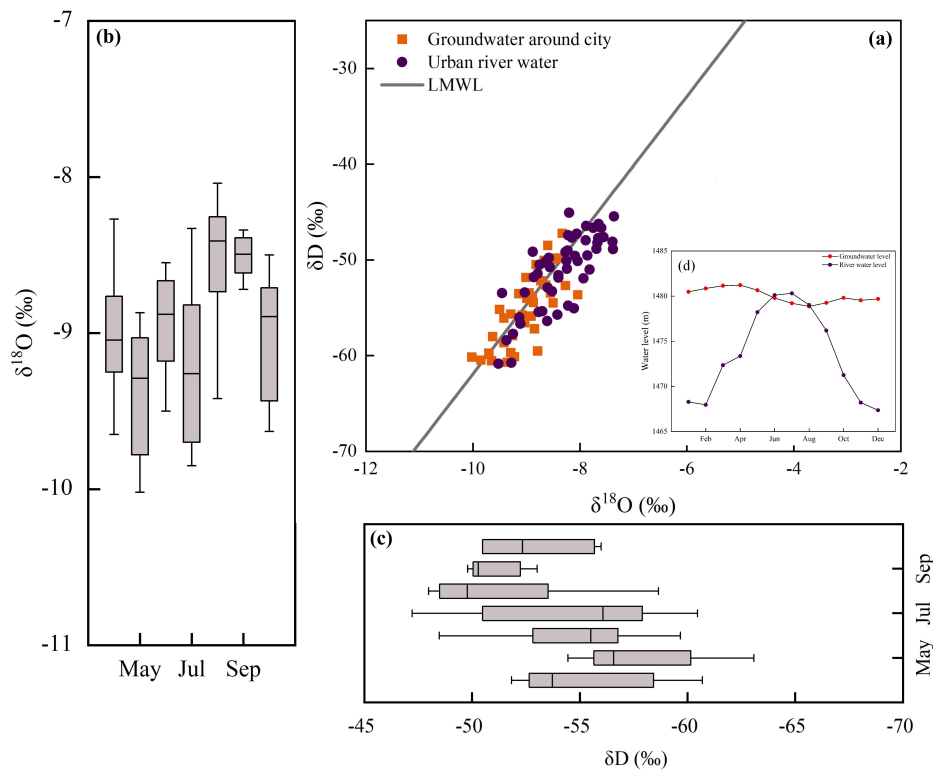 (b)
-7
-8
-9
-10
-11
δ¹⁸O (‰)
May Jul Sep
(a)
Groundwater around city
Urban river water
LMWL
-30
-40
-50
-60
-70
δD (‰)
-12 -10 -8 -6 -4 -2
δ¹⁸O (‰)
(d)
Groundwater level
River water level
1485
1480
1475
1470
1465
Water level (m)
Feb Apr Jun Aug Oct Dec
(c)
Sep
Jul
May
-45 -50 -55 -60 -65 -70
δD (‰)